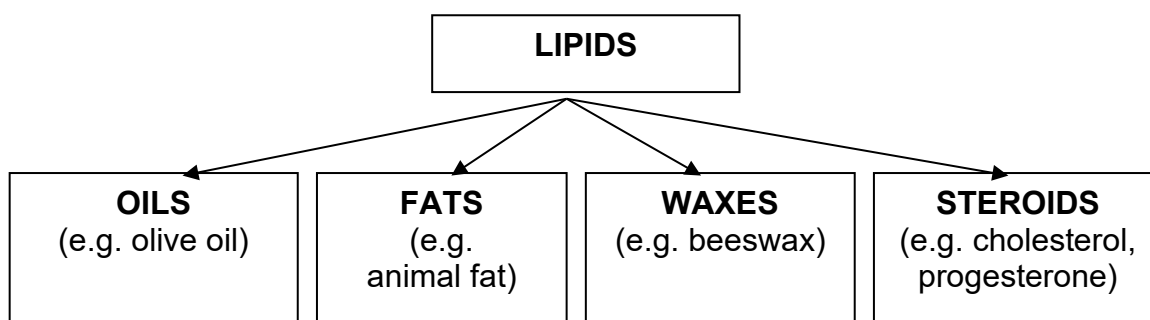 LIPIDS
OILS
(e.g. olive oil)
FATS
(e.g.
animal fat)
WAXES
(e.g. beeswax)
STEROIDS
(e.g. cholesterol,
progesterone)